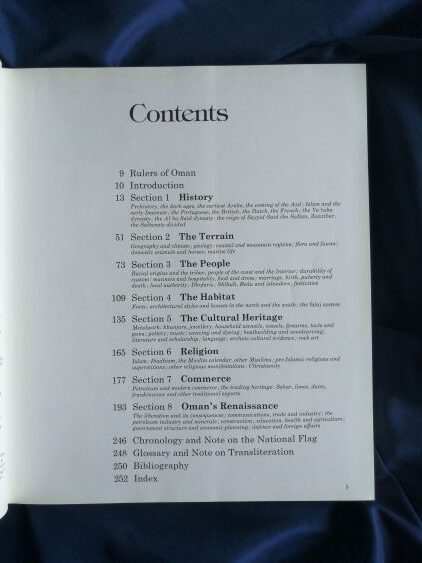 Contents
9 Rulers of Oman
10 Introduction
13 Section 1 History
Prehistory, the dark ages, the earliest Arabs, the coming of the Azd; Islam and the
early Imamate; the Portuguese, the British, the Dutch, the French; the Ya'ruba
dynasty; the Al bu Said dynasty; the reign of Sayyid Said ibn Sultan, Zanzibar,
the Sultanate divided
51 Section 2 The Terrain
Geography and climate; geology; coastal and mountain regions; flora and fauna;
domestic animals and horses; marine life
73 Section 3 The People
Racial origins and the tribes; people of the coast and the Interior; durability of
custom; manners and hospitality, food and dress; marriage, birth, puberty and
death; local authority; Dhofaris, Shihuh, Bedu and islanders; festivities
109 Section 4 The Habitat
Forts; architectural styles and houses in the north and the south; the falaj system
135 Section 5 The Cultural Heritage
Metalwork: khanjars, jewellery, household utensils, vessels, firearms, tools and
guns; pottery; music; weaving and dyeing; boatbuilding and woodcarving;
literature and scholarship; language; archaic cultural evidence; rock art
165 Section 6 Religion
Islam: Ibadhism, the Muslim calendar, other Muslims; pre-Islamic religions and
superstitions; other religious manifestations; Christianity
177 Section 7 Commerce
Petroleum and modern commerce; the trading heritage: Sohar, limes, dates,
frankincense and other traditional exports
193 Section 8 Oman's Renaissance
The liberation and its consequences; communications, trade and industry; the
petroleum industry and minerals; construction; education, health and agriculture;
government structure and economic planning; defence and foreign affairs
246 Chronology and Note on the National Flag
248 Glossary and Note on Transliteration
250 Bibliography
252 Index